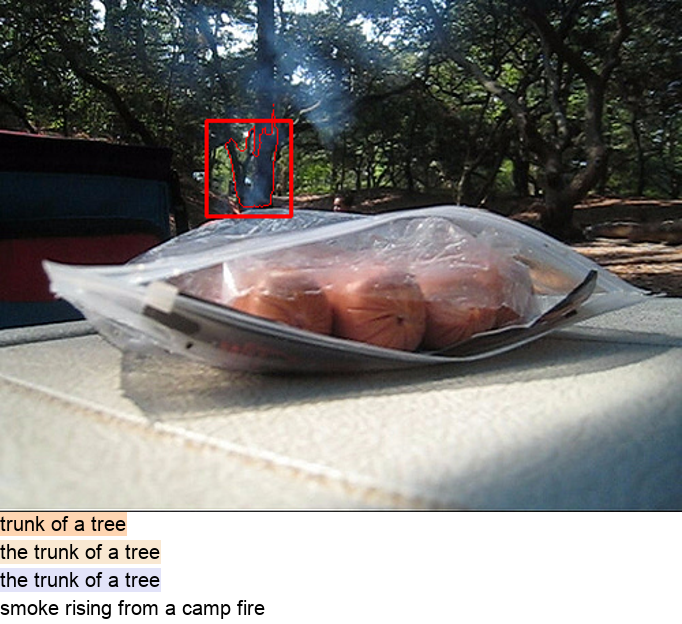 trunk of a tree
the trunk of a tree
the trunk of a tree
smoke rising from a camp fire